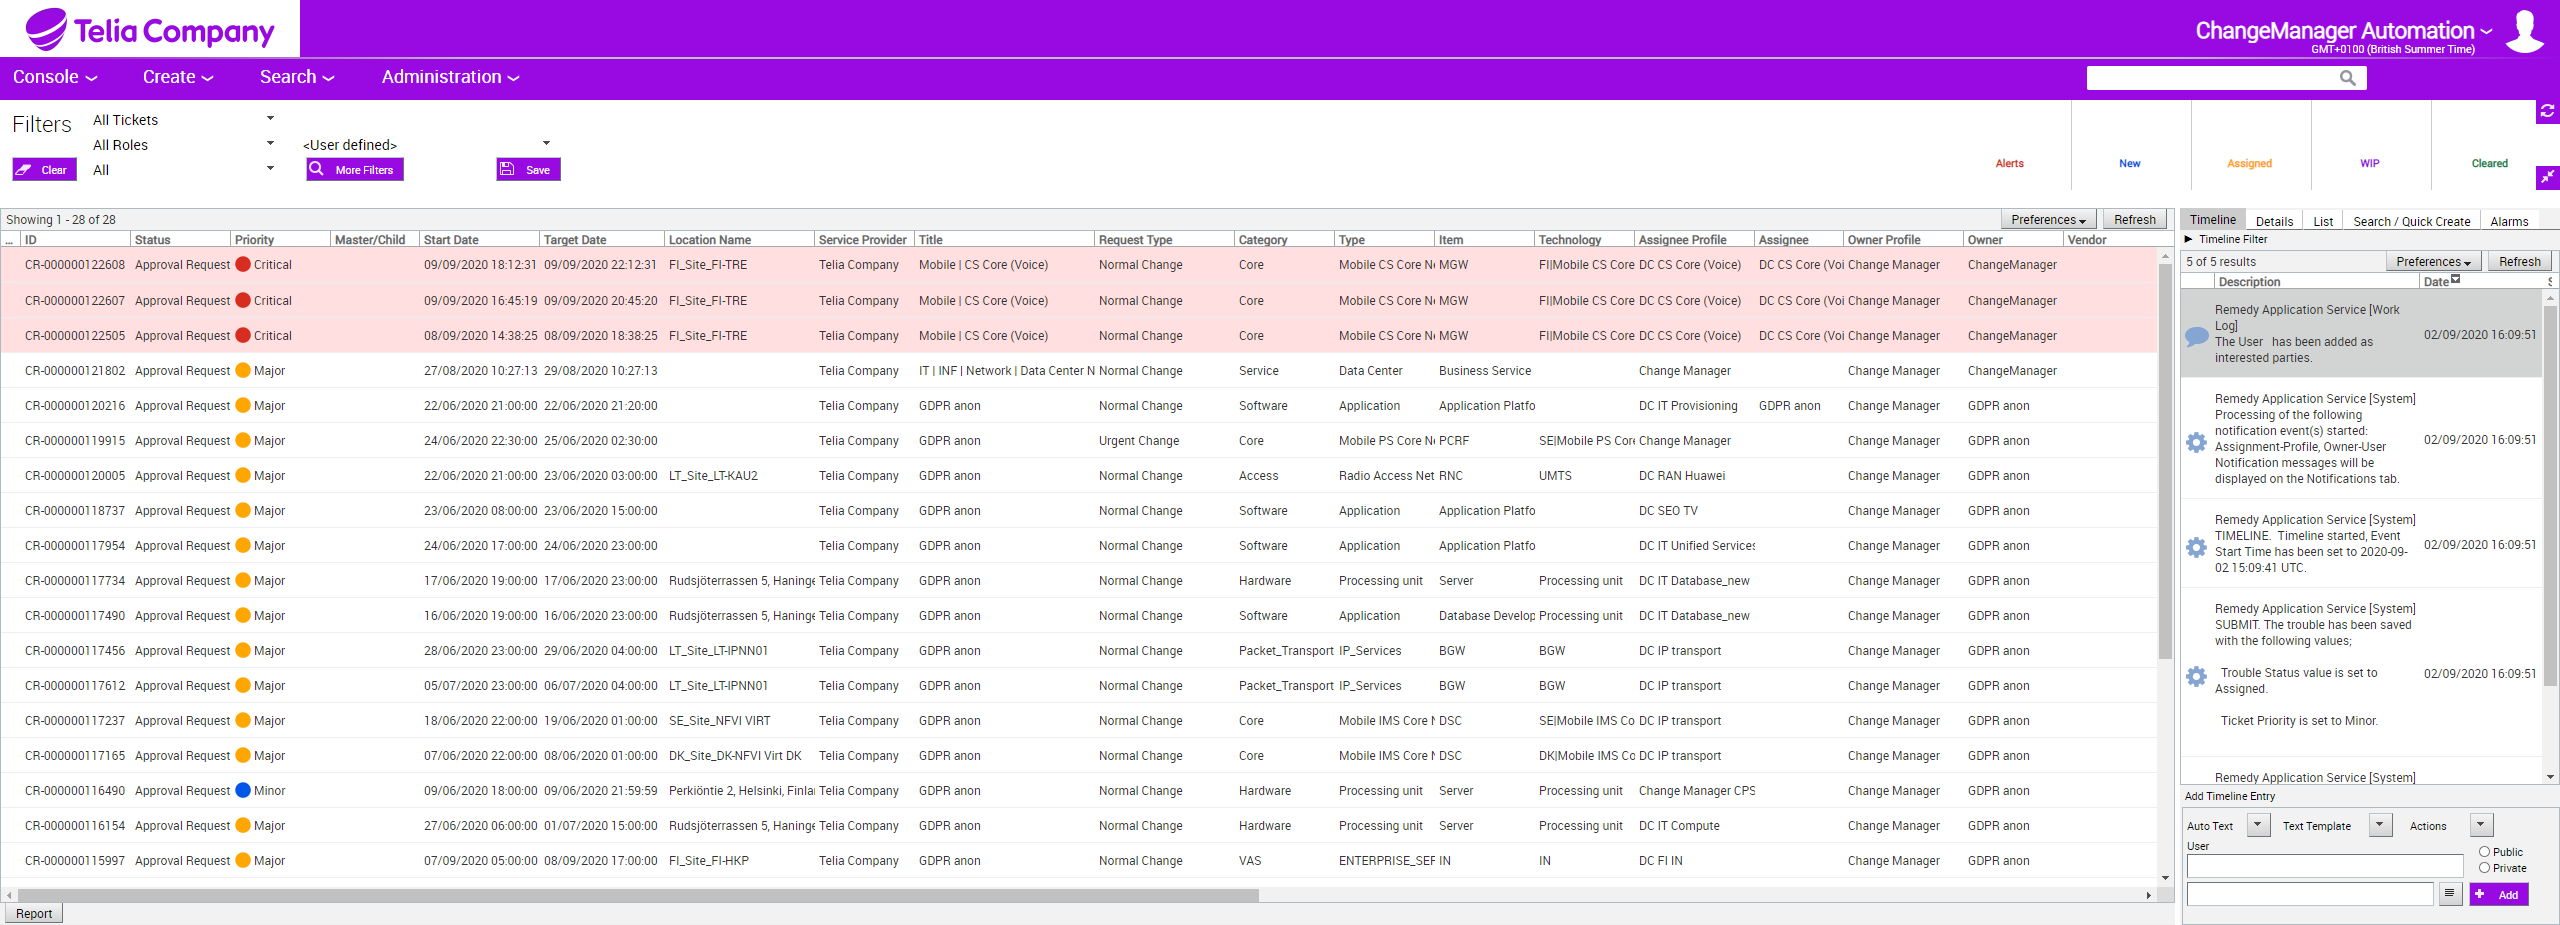 Telia Company
ChangeManager Automation
GMT+0100 (British Summer Time)
Console Create Search Administration
Filters All Tickets
All Roles <User defined>
Clear All More Filters Save
Alerts New Assigned WIP Cleared
Showing 1 - 28 of 28 Preferences Refresh
... ID Status Priority Master/Child Start Date Target Date Location Name Service Provider Title Request Type Category Type Item Technology Assignee Profile Assignee Owner Profile Owner Vendor
CR-000000122608 Approval Request Critical 09/09/2020 18:12:31 09/09/2020 22:12:31 FI_Site_FI-TRE Telia Company Mobile | CS Core (Voice) Normal Change Core Mobile CS Core Ne MGW FI|Mobile CS Core DC CS Core (Voice) DC CS Core (Voi Change Manager ChangeManager
CR-000000122607 Approval Request Critical 09/09/2020 16:45:19 09/09/2020 20:45:20 FI_Site_FI-TRE Telia Company Mobile | CS Core (Voice) Normal Change Core Mobile CS Core Ne MGW FI|Mobile CS Core DC CS Core (Voice) DC CS Core (Voi Change Manager ChangeManager
CR-000000122505 Approval Request Critical 08/09/2020 14:38:25 08/09/2020 18:38:25 FI_Site_FI-TRE Telia Company Mobile | CS Core (Voice) Normal Change Core Mobile CS Core Ne MGW FI|Mobile CS Core DC CS Core (Voice) DC CS Core (Voi Change Manager ChangeManager
CR-000000121802 Approval Request Major 27/08/2020 10:27:13 29/08/2020 10:27:13 Telia Company IT | INF | Network | Data Center N Normal Change Service Data Center Business Service Change Manager Change Manager ChangeManager
CR-000000120216 Approval Request Major 22/06/2020 21:00:00 22/06/2020 21:20:00 Telia Company GDPR anon Normal Change Software Application Application Platfo DC IT Provisioning GDPR anon Change Manager GDPR anon
CR-000000119915 Approval Request Major 24/06/2020 22:30:00 25/06/2020 02:30:00 Telia Company GDPR anon Urgent Change Core Mobile PS Core Ne PCRF SE|Mobile PS Core Change Manager Change Manager GDPR anon
CR-000000120005 Approval Request Major 22/06/2020 21:00:00 23/06/2020 03:00:00 LT_Site_LT-KAU2 Telia Company GDPR anon Normal Change Access Radio Access Net RNC UMTS DC RAN Huawei Change Manager GDPR anon
CR-000000118737 Approval Request Major 23/06/2020 08:00:00 23/06/2020 15:00:00 Telia Company GDPR anon Normal Change Software Application Application Platfo DC SEO TV Change Manager GDPR anon
CR-000000117954 Approval Request Major 24/06/2020 17:00:00 24/06/2020 23:00:00 Telia Company GDPR anon Normal Change Software Application Application Platfo DC IT Unified Services Change Manager GDPR anon
CR-000000117734 Approval Request Major 17/06/2020 19:00:00 17/06/2020 23:00:00 Rudsjöterrassen 5, Haninge Telia Company GDPR anon Normal Change Hardware Processing unit Server Processing unit DC IT Database_new Change Manager GDPR anon
CR-000000117490 Approval Request Major 16/06/2020 19:00:00 16/06/2020 23:00:00 Rudsjöterrassen 5, Haninge Telia Company GDPR anon Normal Change Software Application Database Develop Processing unit DC IT Database_new Change Manager GDPR anon
CR-000000117456 Approval Request Major 28/06/2020 23:00:00 29/06/2020 04:00:00 LT_Site_LT-IPNN01 Telia Company GDPR anon Normal Change Packet_Transport IP_Services BGW BGW DC IP transport Change Manager GDPR anon
CR-000000117612 Approval Request Major 05/07/2020 23:00:00 06/07/2020 04:00:00 LT_Site_LT-IPNN01 Telia Company GDPR anon Normal Change Packet_Transport IP_Services BGW BGW DC IP transport Change Manager GDPR anon
CR-000000117237 Approval Request Major 18/06/2020 22:00:00 19/06/2020 01:00:00 SE_Site_NFVI VIRT Telia Company GDPR anon Normal Change Core Mobile IMS Core N DSC SE|Mobile IMS Co DC IP transport Change Manager GDPR anon
CR-000000117165 Approval Request Major 07/06/2020 22:00:00 08/06/2020 01:00:00 DK_Site_DK-NFVI Virt DK Telia Company GDPR anon Normal Change Core Mobile IMS Core N DSC DK|Mobile IMS Co DC IP transport Change Manager GDPR anon
CR-000000116490 Approval Request Minor 09/06/2020 18:00:00 09/06/2020 21:59:59 Perkiöntie 2, Helsinki, Finlan Telia Company GDPR anon Normal Change Hardware Processing unit Server Processing unit Change Manager CPS Change Manager GDPR anon
CR-000000116154 Approval Request Major 27/06/2020 06:00:00 01/07/2020 15:00:00 Rudsjöterrassen 5, Haninge Telia Company GDPR anon Normal Change Hardware Processing unit Server Processing unit DC IT Compute Change Manager GDPR anon
CR-000000115997 Approval Request Major 07/09/2020 05:00:00 08/09/2020 17:00:00 FI_Site_FI-HKP Telia Company GDPR anon Normal Change VAS ENTERPRISE_SEF IN IN DC FI IN Change Manager GDPR anon
Report
Timeline Details List Search / Quick Create Alarms
Timeline Filter
5 of 5 results Preferences Refresh
Description Date S
Remedy Application Service [Work
Log]
The User has been added as
interested parties.
02/09/2020 16:09:51
Remedy Application Service [System]
Processing of the following
notification event(s) started:
Assignment-Profile, Owner-User
Notification messages will be
displayed on the Notifications tab.
02/09/2020 16:09:51
Remedy Application Service [System]
TIMELINE. Timeline started, Event
Start Time has been set to 2020-09-
02 15:09:41 UTC.
02/09/2020 16:09:51
Remedy Application Service [System]
SUBMIT. The trouble has been saved
with the following values;
Trouble Status value is set to
Assigned.
Ticket Priority is set to Minor.
02/09/2020 16:09:51
Remedy Application Service [System]
Add Timeline Entry
Auto Text Text Template Actions
User
Public
Private
Add